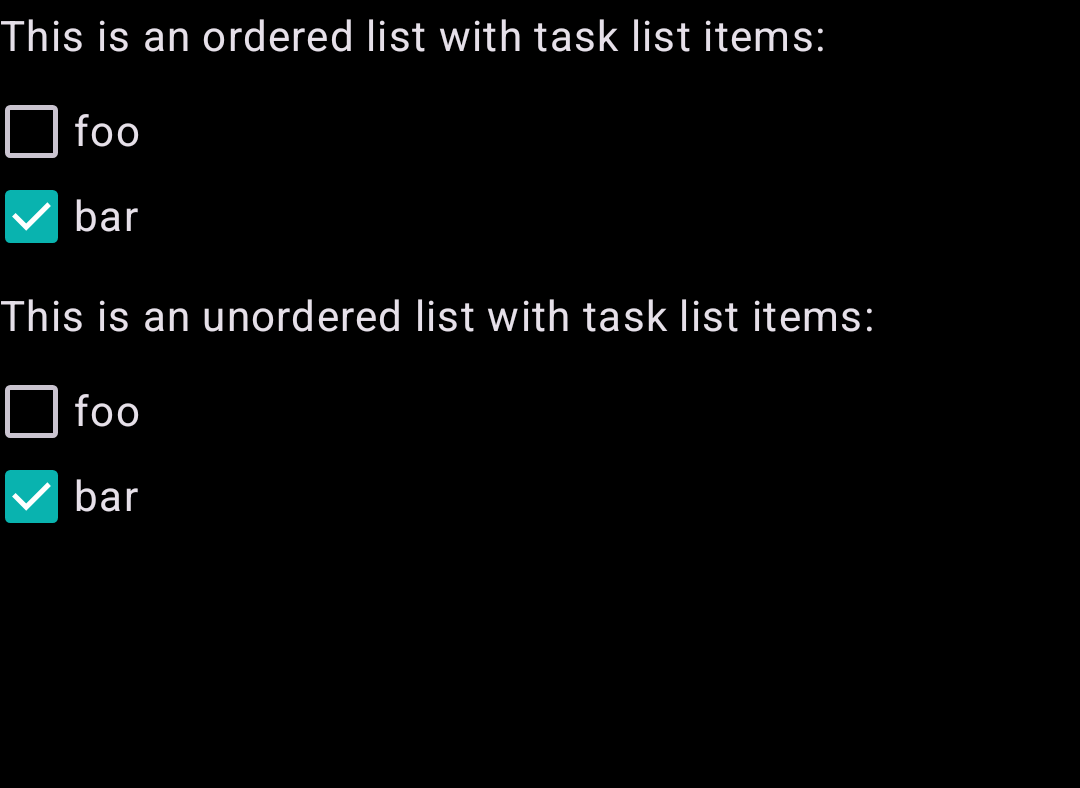 This is an ordered list with task list items:
foo
bar
This is an unordered list with task list items:
foo
bar